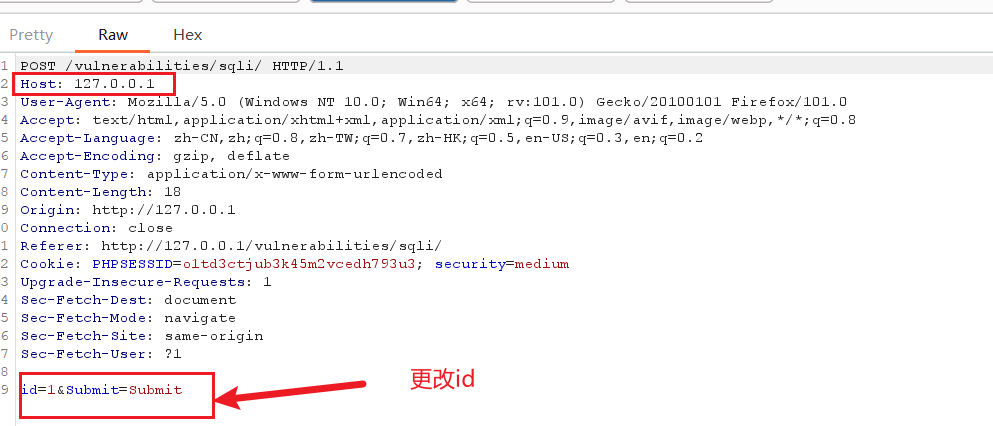 Pretty Raw Hex
1 POST /vulnerabilities/sqli/ HTTP/1.1
2 Host: 127.0.0.1
3 User-Agent: Mozilla/5.0 (Windows NT 10.0; Win64; x64; rv:101.0) Gecko/20100101 Firefox/101.0
4 Accept: text/html,application/xhtml+xml,application/xml;q=0.9,image/avif,image/webp,*/*;q=0.8
5 Accept-Language: zh-CN,zh;q=0.8,zh-TW;q=0.7,zh-HK;q=0.5,en-US;q=0.3,en;q=0.2
6 Accept-Encoding: gzip, deflate
7 Content-Type: application/x-www-form-urlencoded
8 Content-Length: 18
9 Origin: http://127.0.0.1
0 Connection: close
1 Referer: http://127.0.0.1/vulnerabilities/sqli/
2 Cookie: PHPSESSID=o1td3ctjub3k45m2vcedh793u3; security=medium
3 Upgrade-Insecure-Requests: 1
4 Sec-Fetch-Dest: document
5 Sec-Fetch-Mode: navigate
6 Sec-Fetch-Site: same-origin
7 Sec-Fetch-User: ?1
8
9 id=1&Submit=Submit
更改id